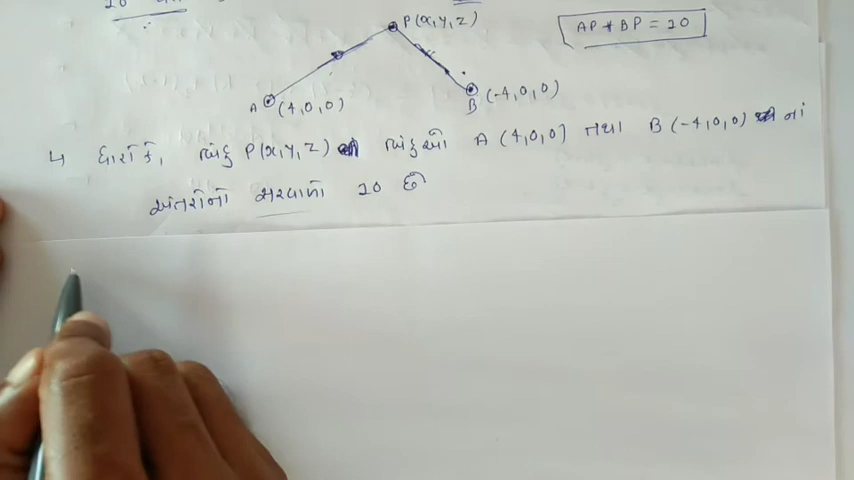 P(x,y,z)
AP + BP = 10
A (4,0,0)
B (-4,0,0)
ધારો કે, બિંદુ P(x,y,z) બિંદુઓ A (4,0,0) તથા B (-4,0,0) નાં
અંતરોનો સરવાળો 10 છે